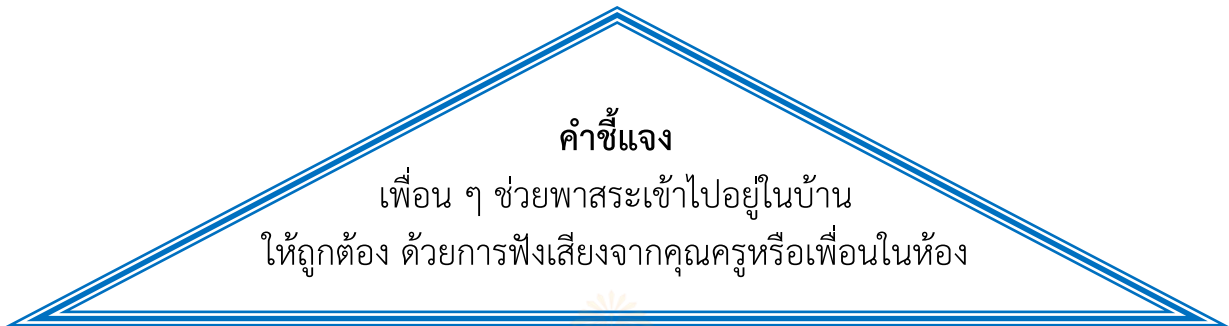 คำชี้แจง
เพื่อน ๆ ช่วยพาสระเข้าไปอยู่ในบ้าน
ให้ถูกต้อง ด้วยการฟังเสียงจากคุณครูหรือเพื่อนในห้อง